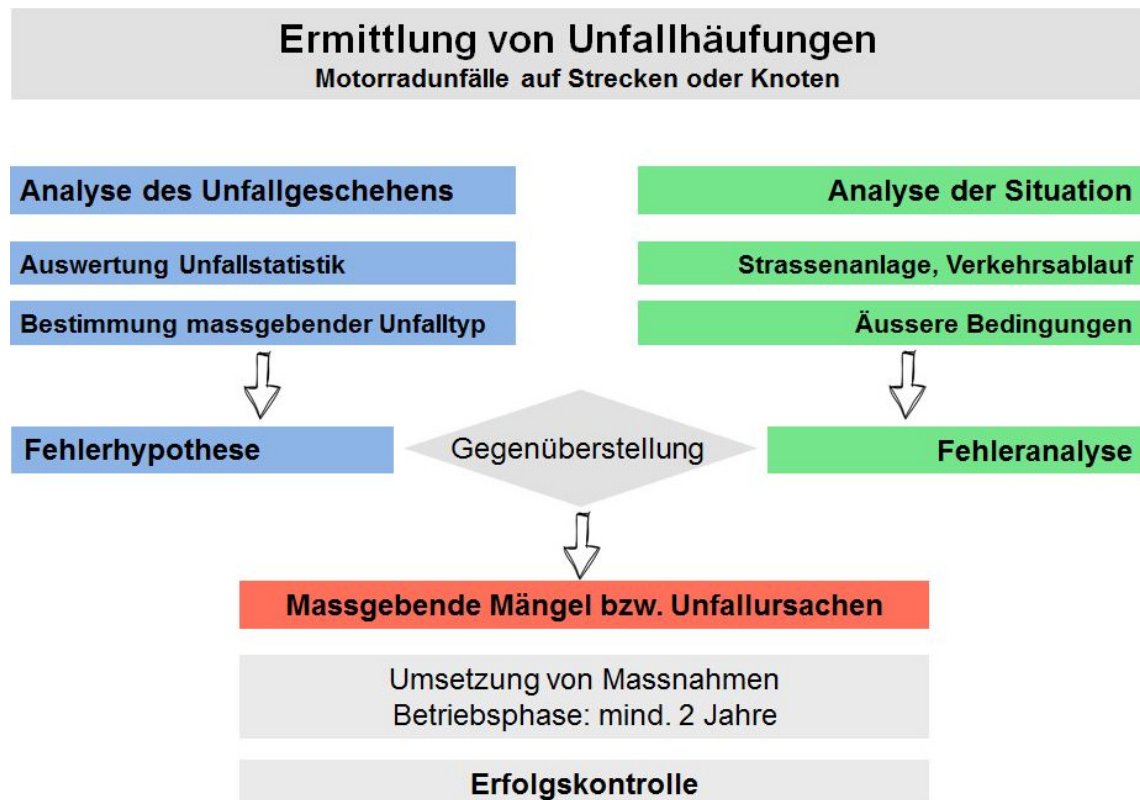 Ermittlung von Unfallhäufungen
Motorradunfälle auf Strecken oder Knoten
Analyse des Unfallgeschehens
Auswertung Unfallstatistik
Bestimmung massgebender Unfalltyp
Analyse der Situation
Strassenanlage, Verkehrsablauf
Äussere Bedingungen
Fehlerhypothese
Gegenüberstellung
Fehleranalyse
Massgebende Mängel bzw. Unfallursachen
Umsetzung von Massnahmen
Betriebsphase: mind. 2 Jahre
Erfolgskontrolle